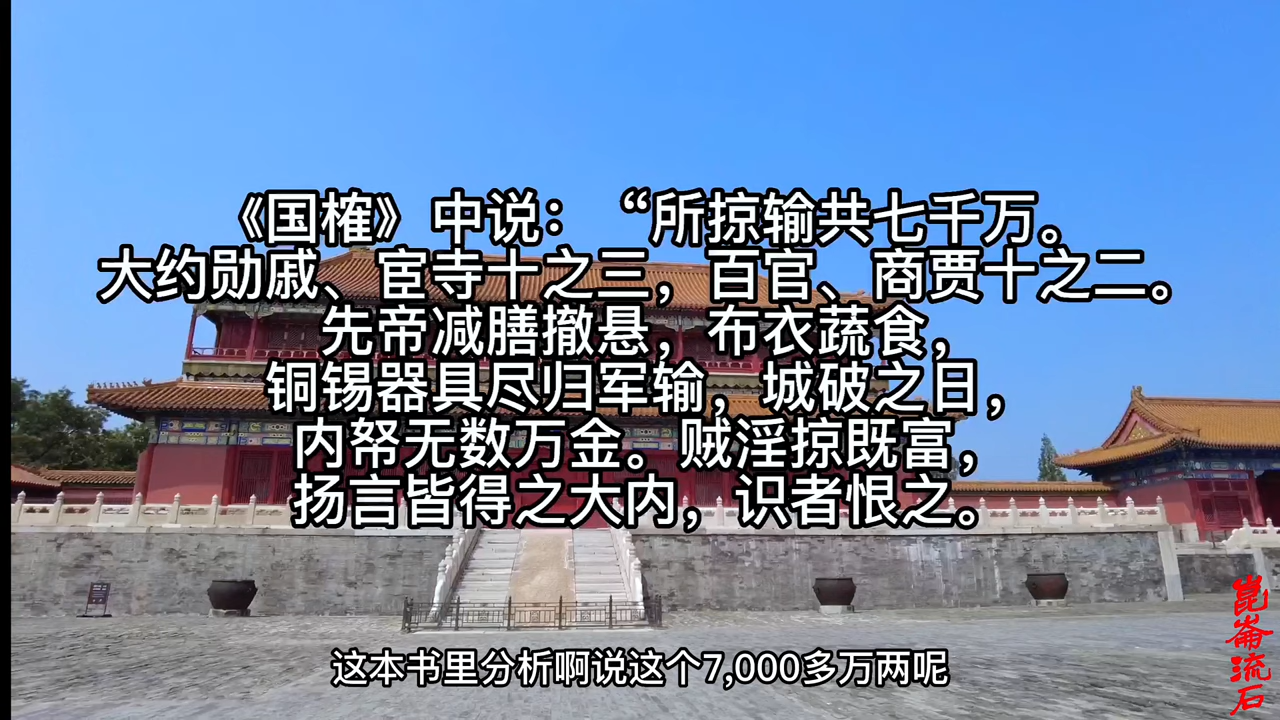 《国榷》中说：“所掠输共七千万。
大约勋戚、宦寺十之三，百官、商贾十之二。
先帝减膳撤悬，布衣蔬食，
铜锡器具尽归军输，城破之日，
内帑无数万金。贼淫掠既富，
扬言皆得之大内，识者恨之。
这本书里分析啊说这个7,000多万两呢
崑崙流石